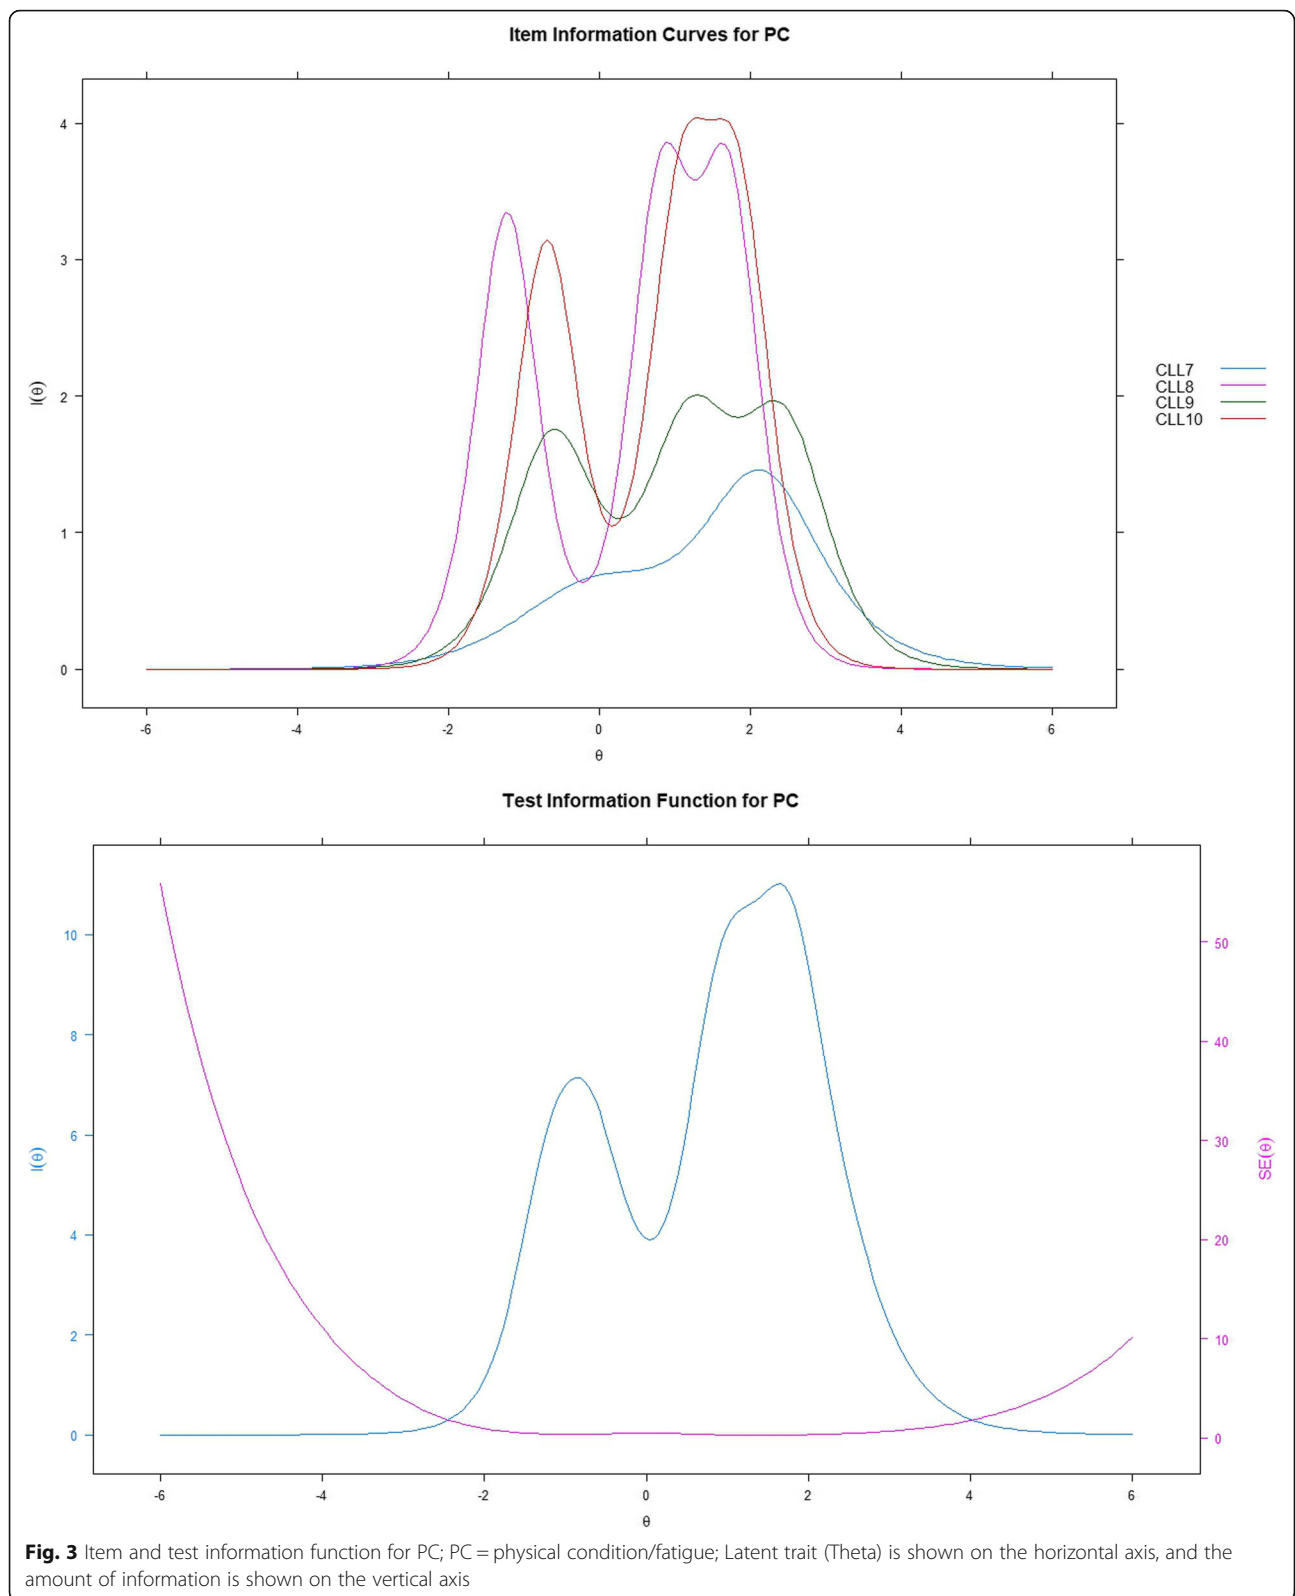 Item Information Curves for PC
4
3
2
1
0
I(θ)
-6 -4 -2 0 2 4 6
θ
CLL7
CLL8
CLL9
CLL10
Test Information Function for PC
10
8
6
4
2
0
I(θ)
50
40
30
20
10
0
SE(θ)
-6 -4 -2 0 2 4 6
θ
Fig. 3 Item and test information function for PC; PC = physical condition/fatigue; Latent trait (Theta) is shown on the horizontal axis, and the
amount of information is shown on the vertical axis